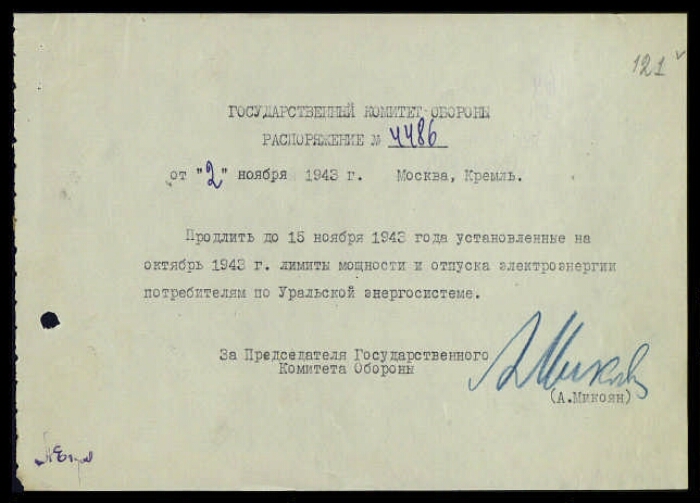 121
ГОСУДАРСТВЕННЫЙ КОМИТЕТ ОБОРОНЫ
РАСПОРЯЖЕНИЕ № 4486
от "2" ноября 1943 г. Москва, Кремль.
Продлить до 15 ноября 1943 года установленные на
октябрь 1943 г. лимиты мощности и отпуска электроэнергии
потребителям по Уральской энергосистеме.
За Председателя Государственного
Комитета Обороны
А Микоян
(А.Микоян)